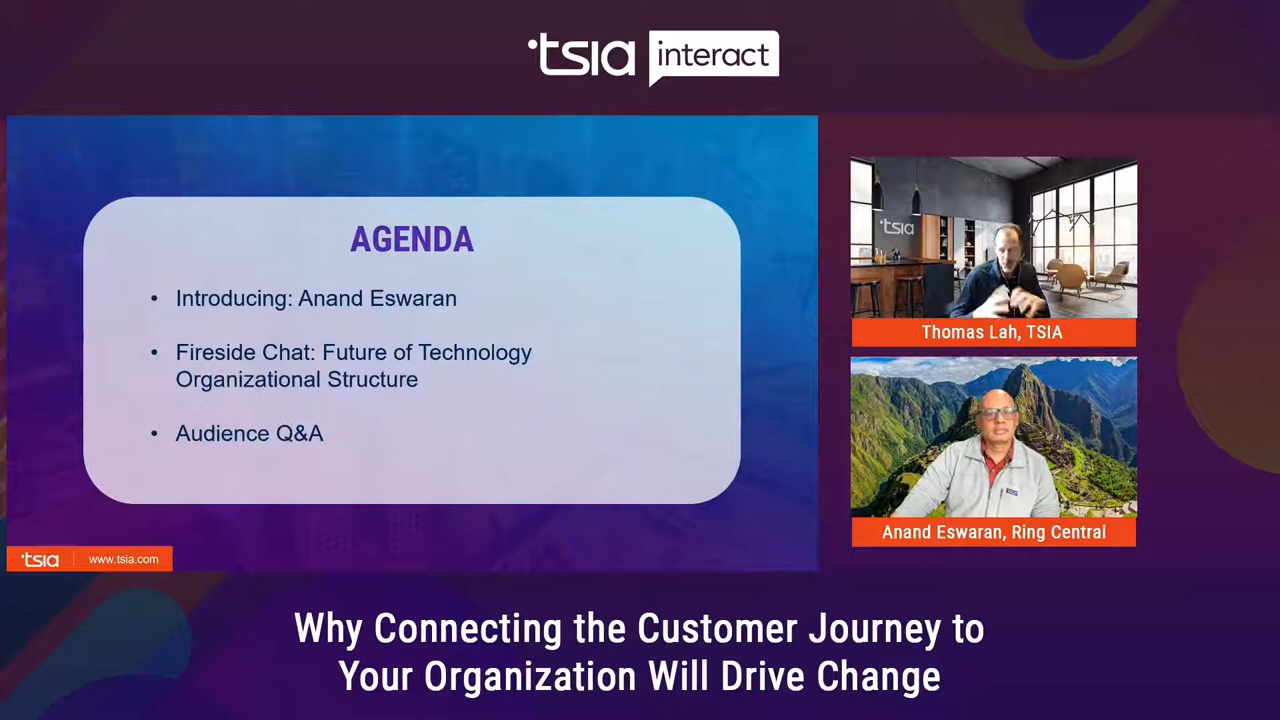 tsia interact
AGENDA
• Introducing: Anand Eswaran
• Fireside Chat: Future of Technology
Organizational Structure
• Audience Q&A
tsia www.tsia.com
tsia
Thomas Lah, TSIA
Anand Eswaran, Ring Central
Why Connecting the Customer Journey to
Your Organization Will Drive Change